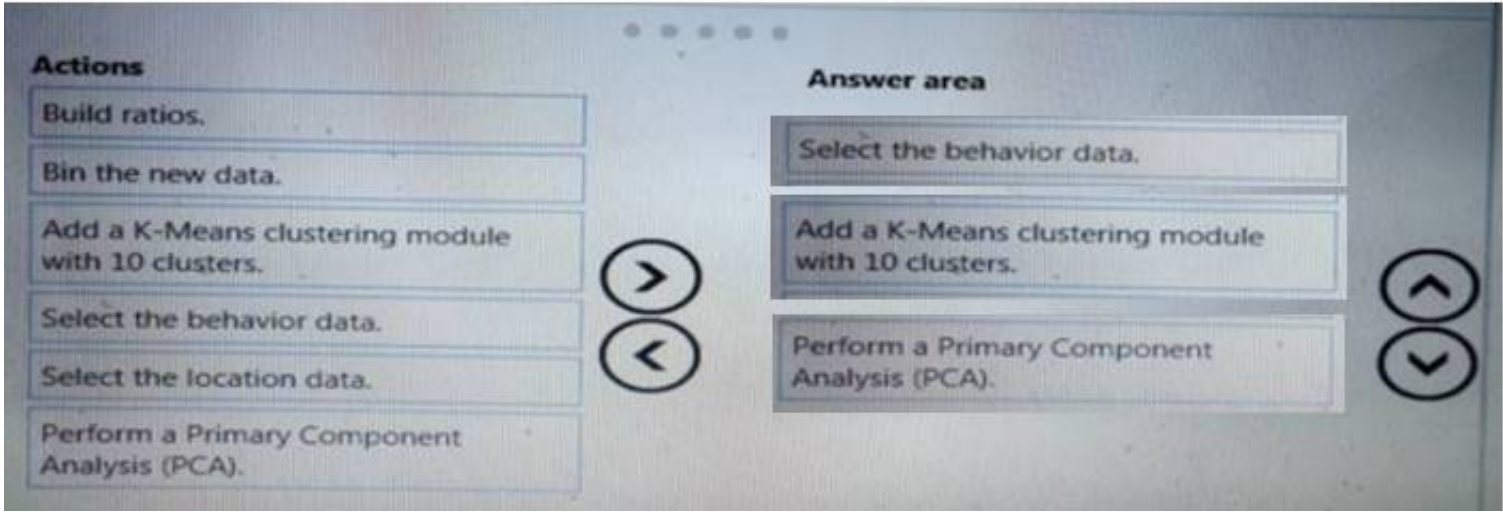 Actions
Build ratios.
Bin the new data.
Add a K-Means clustering module
with 10 clusters.
Select the behavior data.
Select the location data.
Perform a Primary Component
Analysis (PCA).
Answer area
Select the behavior data.
Add a K-Means clustering module
with 10 clusters.
Perform a Primary Component
Analysis (PCA).